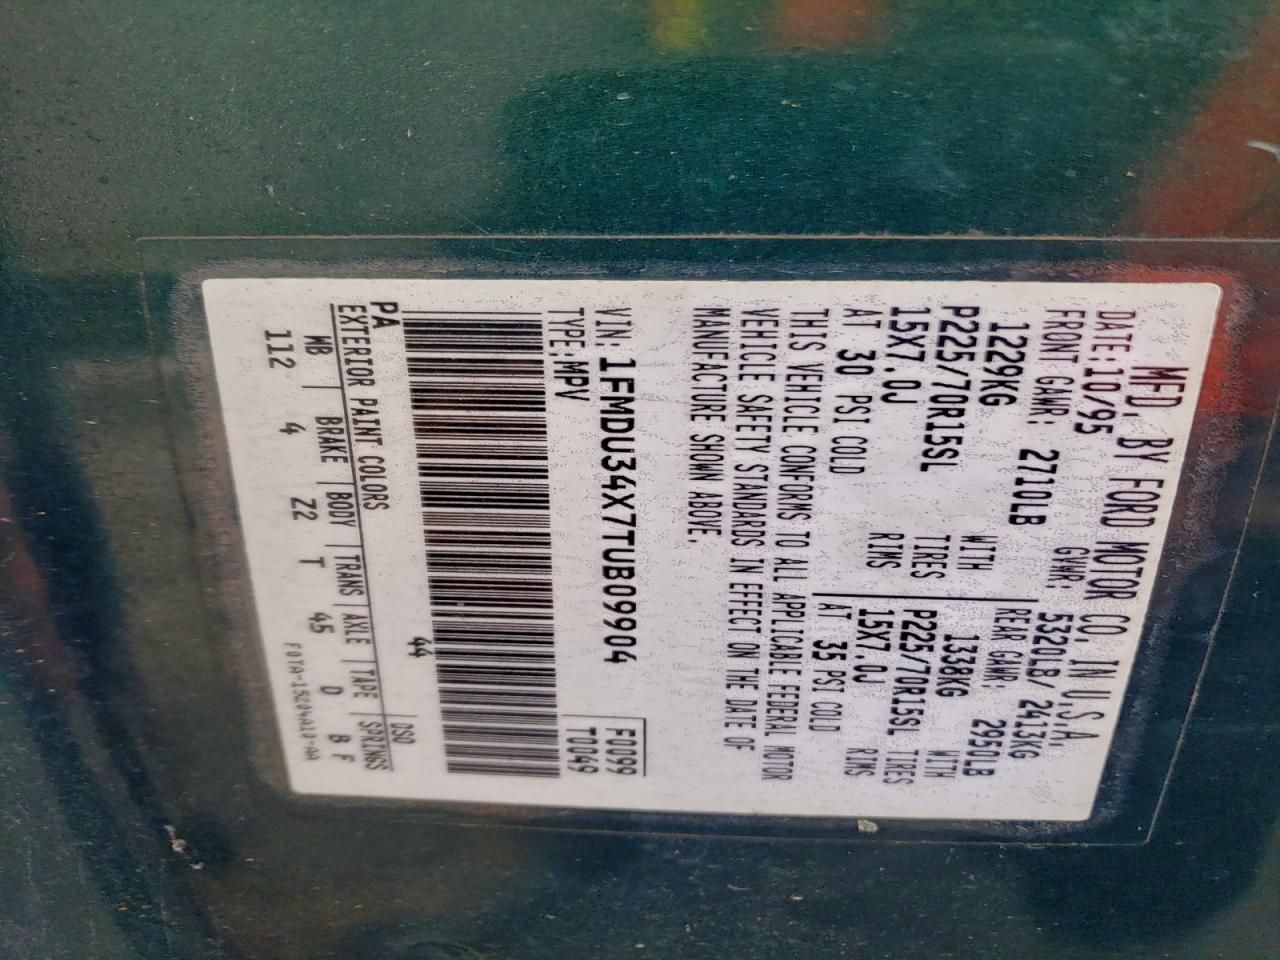 MFD. BY FORD MOTOR CO. IN U.S.A.
DATE: 10/95 GVWR: 5320LB/ 2413KG
FRONT GAWR: 2710LB REAR GAWR: 2951LB
1229KG WITH 1338KG WITH
P225/70R15SL TIRES P225/70R15SL TIRES
15X7.0J RIMS 15X7.0J RIMS
AT 30 PSI COLD AT 35 PSI COLD
THIS VEHICLE CONFORMS TO ALL APPLICABLE FEDERAL MOTOR
VEHICLE SAFETY STANDARDS IN EFFECT ON THE DATE OF
MANUFACTURE SHOWN ABOVE.
VIN: 1FMDU34X7TUB09904 F0099
TYPE: MPV T0049
44
PA DSO
EXTERIOR PAINT COLORS
WB BRAKE BODY TRANS AXLE TAPE SPRINGS
112 4 Z2 T 45 D B F
F0TA-15204A10-AA